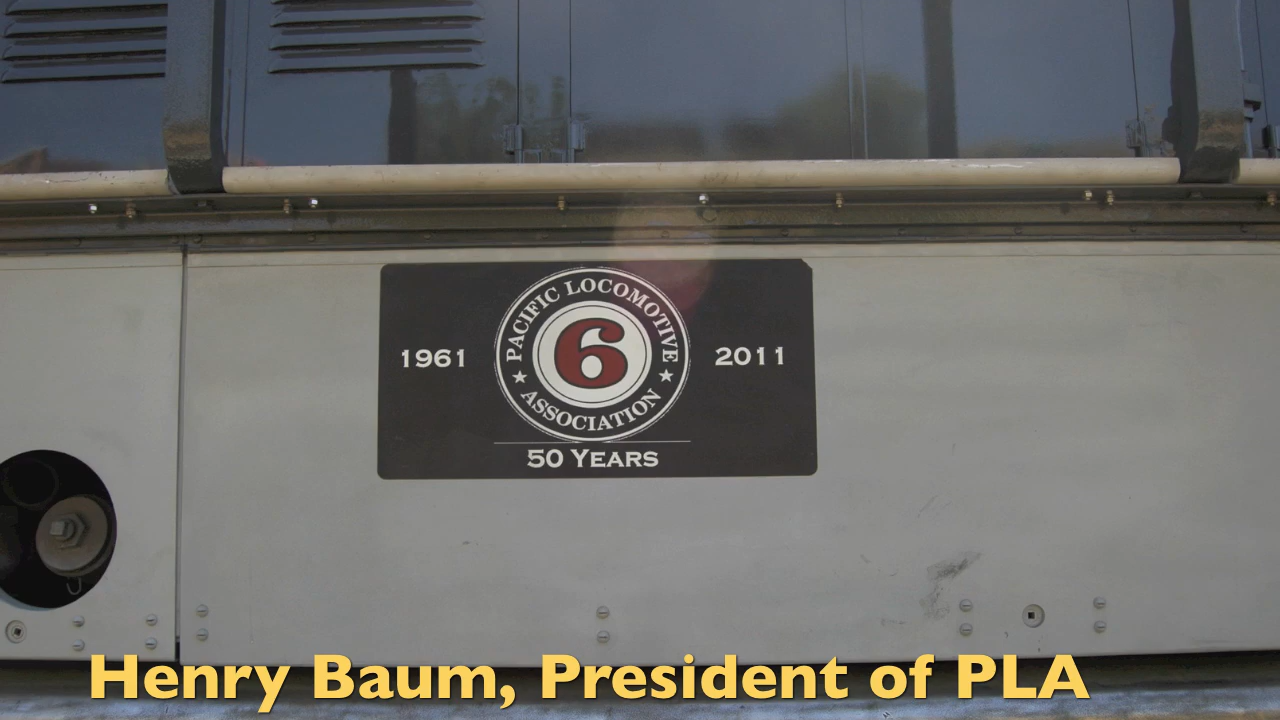 PACIFIC LOCOMOTIVE
6
ASSOCIATION
1961
2011
50 YEARS
Henry Baum, President of PLA